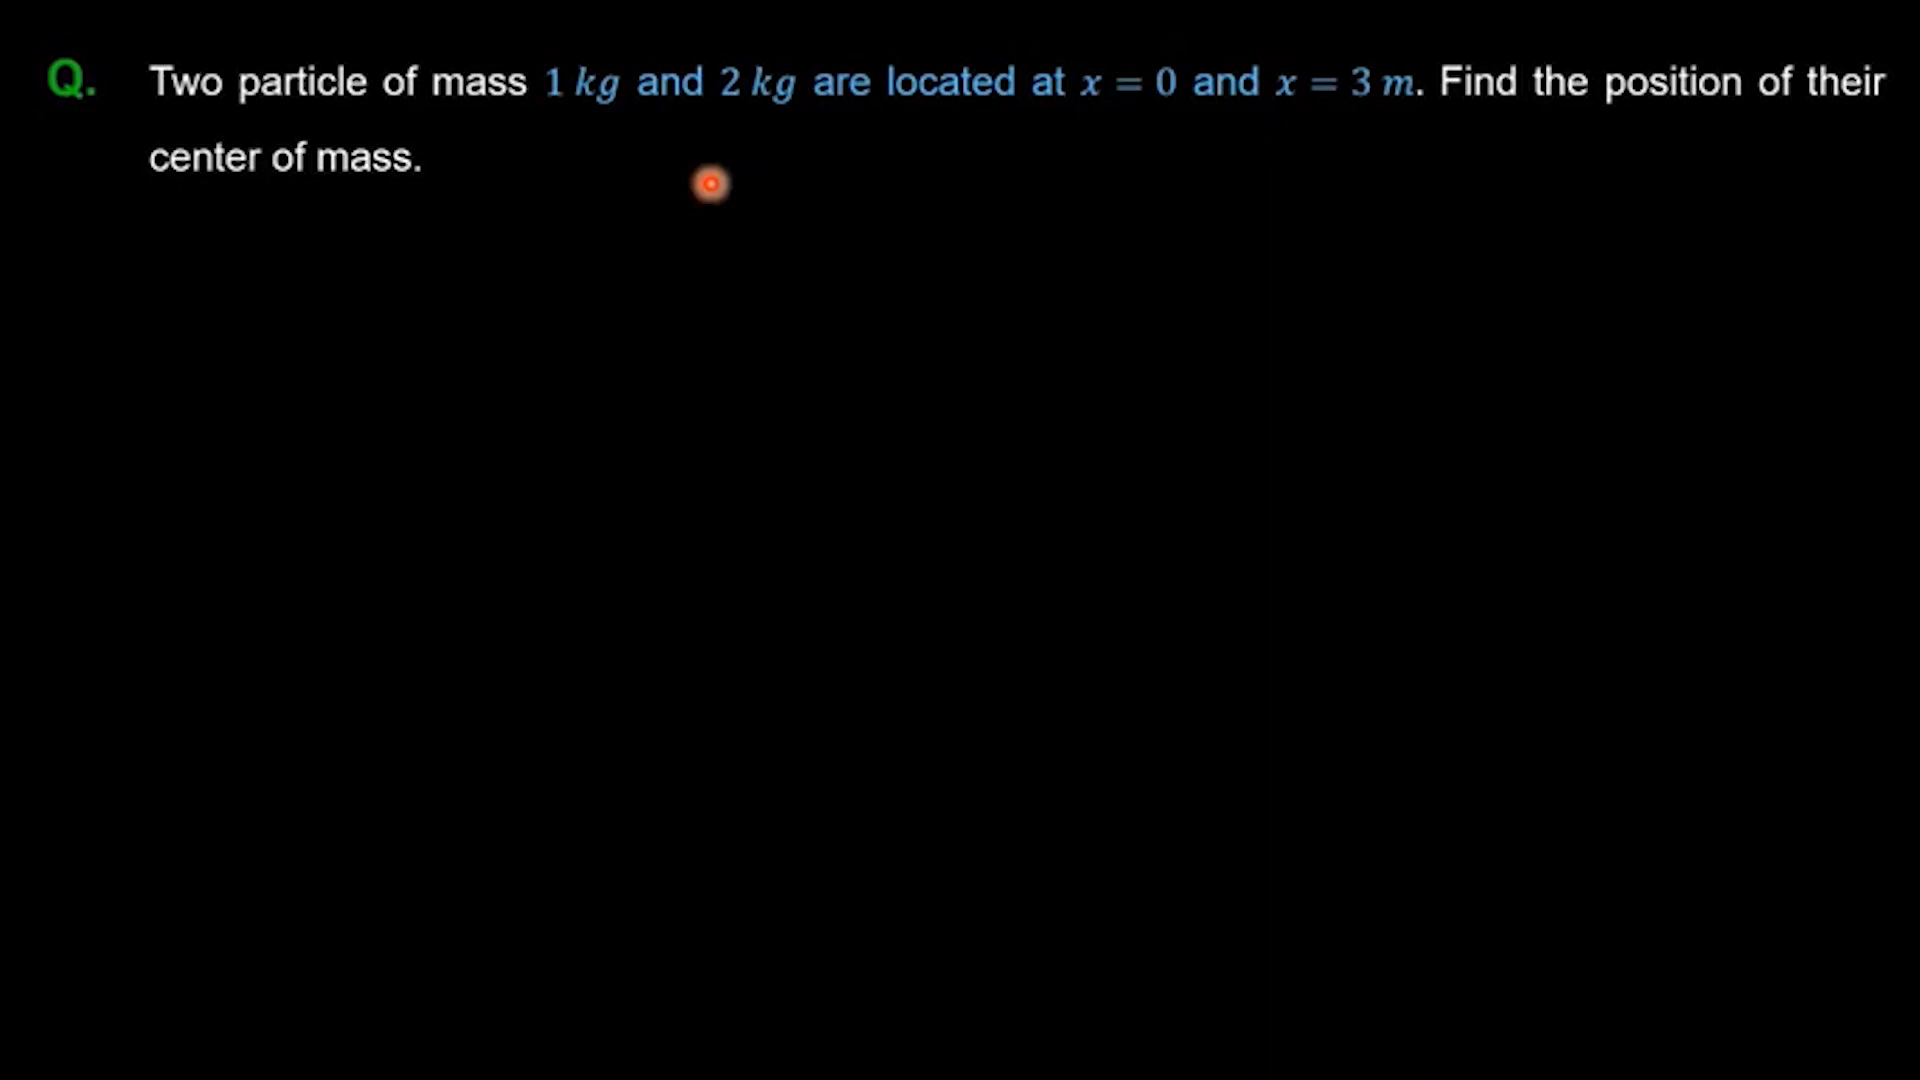 Q. Two particle of mass 1 kg and 2 kg are located at x = 0 and x = 3 m. Find the position of their
center of mass.